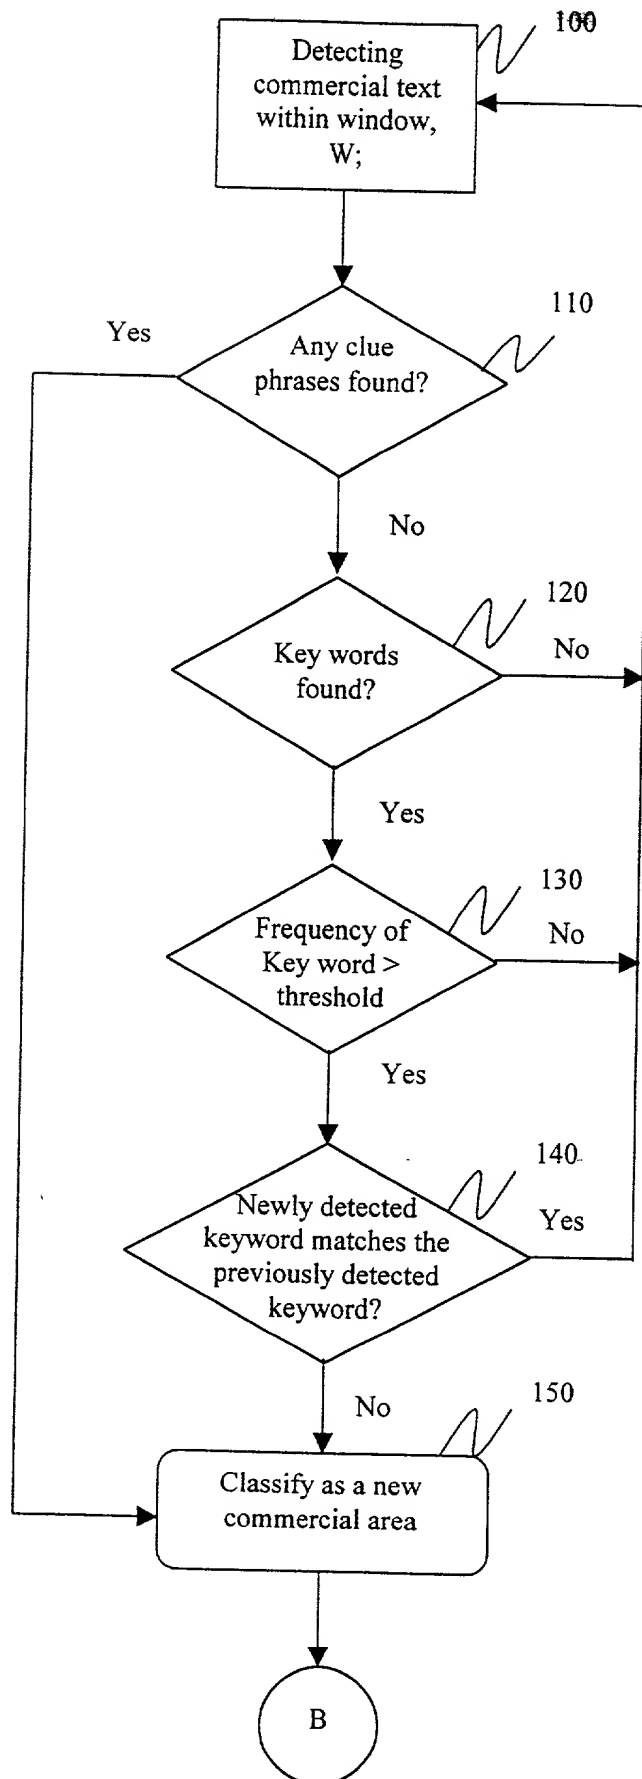 100
Detecting
commercial text
within window,
W;
110
Yes
Any clue
phrases found?
No
120
Key words
found?
No
Yes
130
Frequency of
Key word >
threshold
No
Yes
140
Newly detected
keyword matches the
previously detected
keyword?
Yes
No
150
Classify as a new
commercial area
B